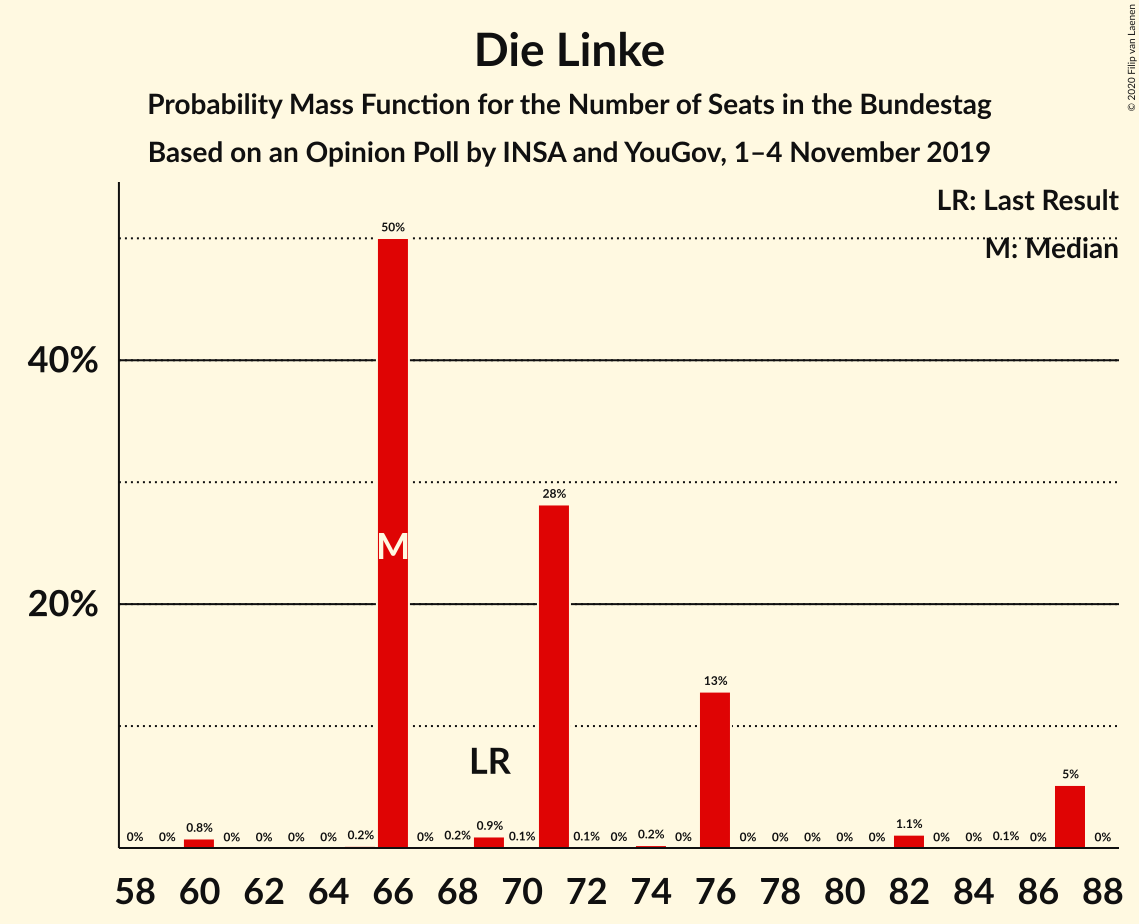 Die Linke
Probability Mass Function for the Number of Seats in the Bundestag
Based on an Opinion Poll by INSA and YouGov, 1–4 November 2019
© 2020 Filip van Laenen
LR: Last Result
M: Median
40%
20%
0% 0% 0.8% 0% 0% 0% 0% 0.2% 50% 0% 0.2% 0.9% 0.1% 28% 0.1% 0% 0.2% 0% 13% 0% 0% 0% 0% 0% 1.1% 0% 0% 0.1% 0% 5% 0%
M
LR
58 60 62 64 66 68 70 72 74 76 78 80 82 84 86 88